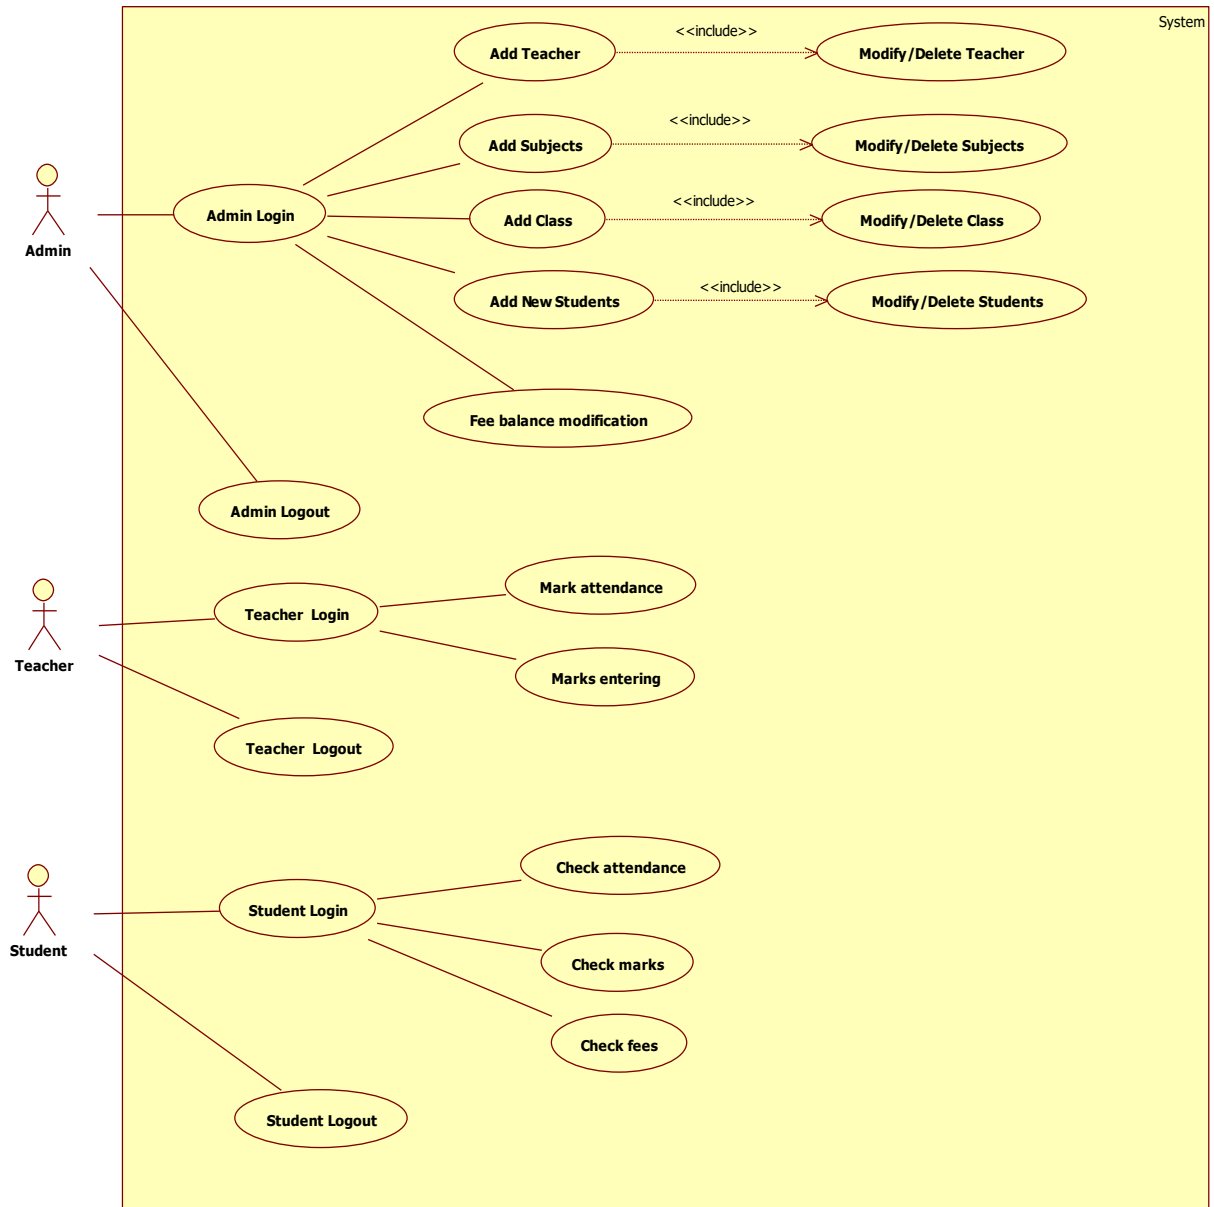 System
<<include>>
Add Teacher
Modify/Delete Teacher
<<include>>
Add Subjects
Modify/Delete Subjects
<<include>>
Admin Login
Add Class
Modify/Delete Class
Admin
<<include>>
Add New Students
Modify/Delete Students
Fee balance modification
Admin Logout
Mark attendance
Teacher Login
Teacher
Marks entering
Teacher Logout
Check attendance
Student Login
Student
Check marks
Check fees
Student Logout